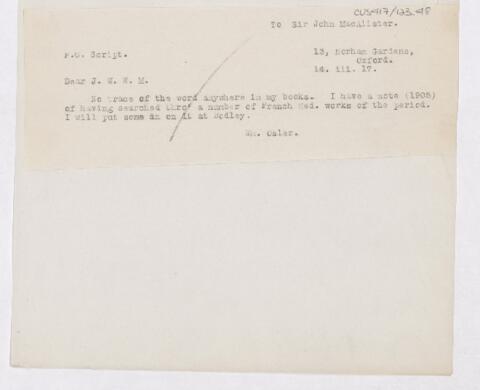 CUS417/123.48
To Sir John MacAlister.
P.C. Script.
13, Norham Gardens,
Oxford.
14. iii. 17.
Dear J. Y. W. M.
No trace of the word anywhere in my books. I have a note (1905)
of having searched thro' a number of French Med. works of the period.
I will put some on it at Bodley.
Wm. Osler.